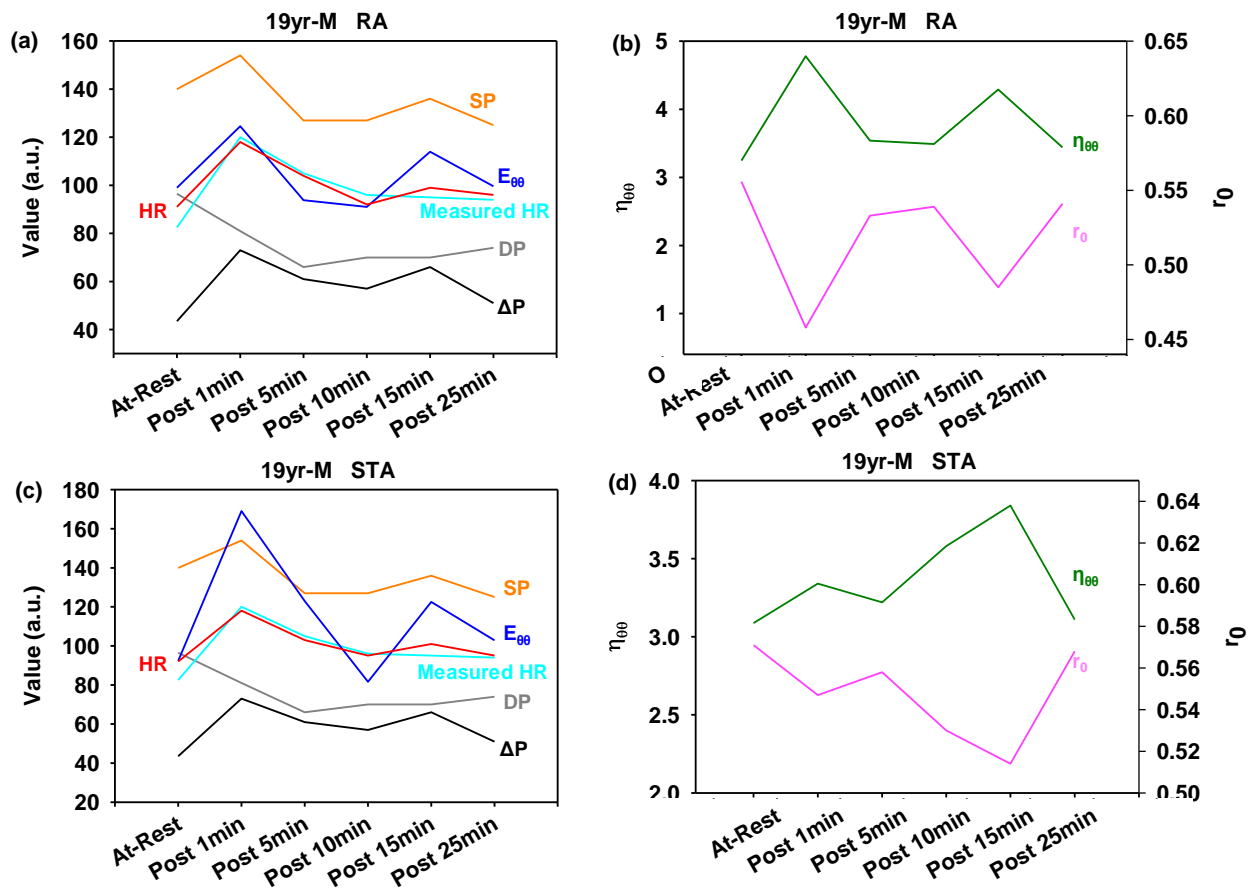 19yr-M RA
(a)
160
140
120
100
80
60
40
Value (a.u.)
SP
Eθθ
HR
Measured HR
DP
ΔP
At-Rest
Post 1min
Post 5min
Post 10min
Post 15min
Post 25min
19yr-M RA
(b)
5
4
3
2
1
O
ηθθ
0.65
0.60
0.55
0.50
0.45
r0
ηθθ
r0
At-Rest
Post 1min
Post 5min
Post 10min
Post 15min
Post 25min
19yr-M STA
(c)
180
160
140
120
100
80
60
40
20
Value (a.u.)
SP
Eθθ
HR
Measured HR
DP
ΔP
At-Rest
Post 1min
Post 5min
Post 10min
Post 15min
Post 25min
19yr-M STA
(d)
4.0
3.5
3.0
2.5
2.0
ηθθ
0.64
0.62
0.60
0.58
0.56
0.54
0.52
0.50
r0
ηθθ
r0
At-Rest
Post 1min
Post 5min
Post 10min
Post 15min
Post 25min